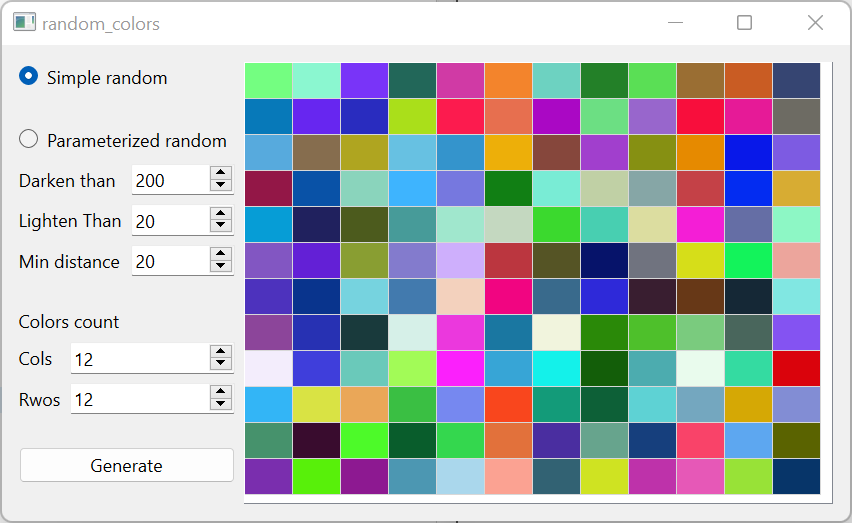 random_colors
Simple random
Parameterized random
Darken than 200
Lighten Than 20
Min distance 20
Colors count
Cols 12
Rwos 12
Generate